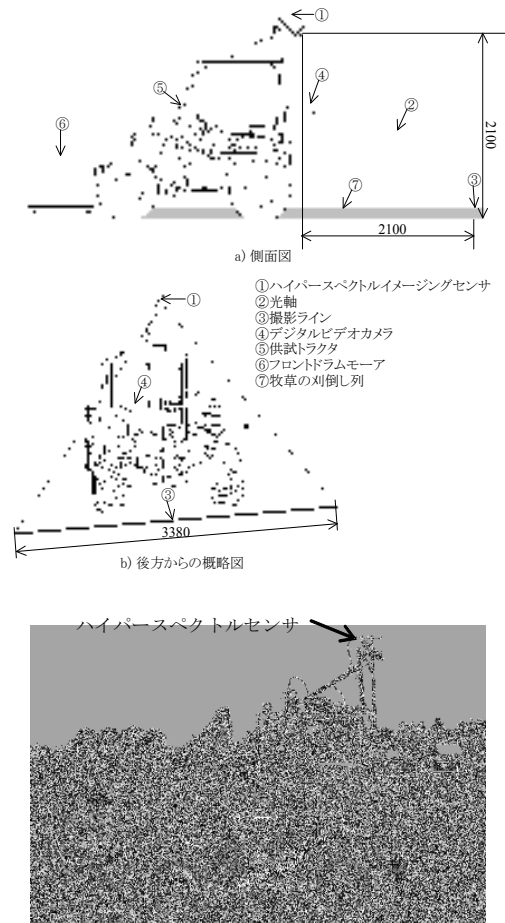 ①
④
⑤
②
⑥
2100
⑦
③
2100
a) 側面図
①ハイパースペクトルイメージングセンサ
②光軸
③撮影ライン
④デジタルビデオカメラ
⑤供試トラクタ
⑥フロントドラムモーア
⑦牧草の刈倒し列
①
④
③
3380
b) 後方からの概略図
ハイパースペクトルセンサ